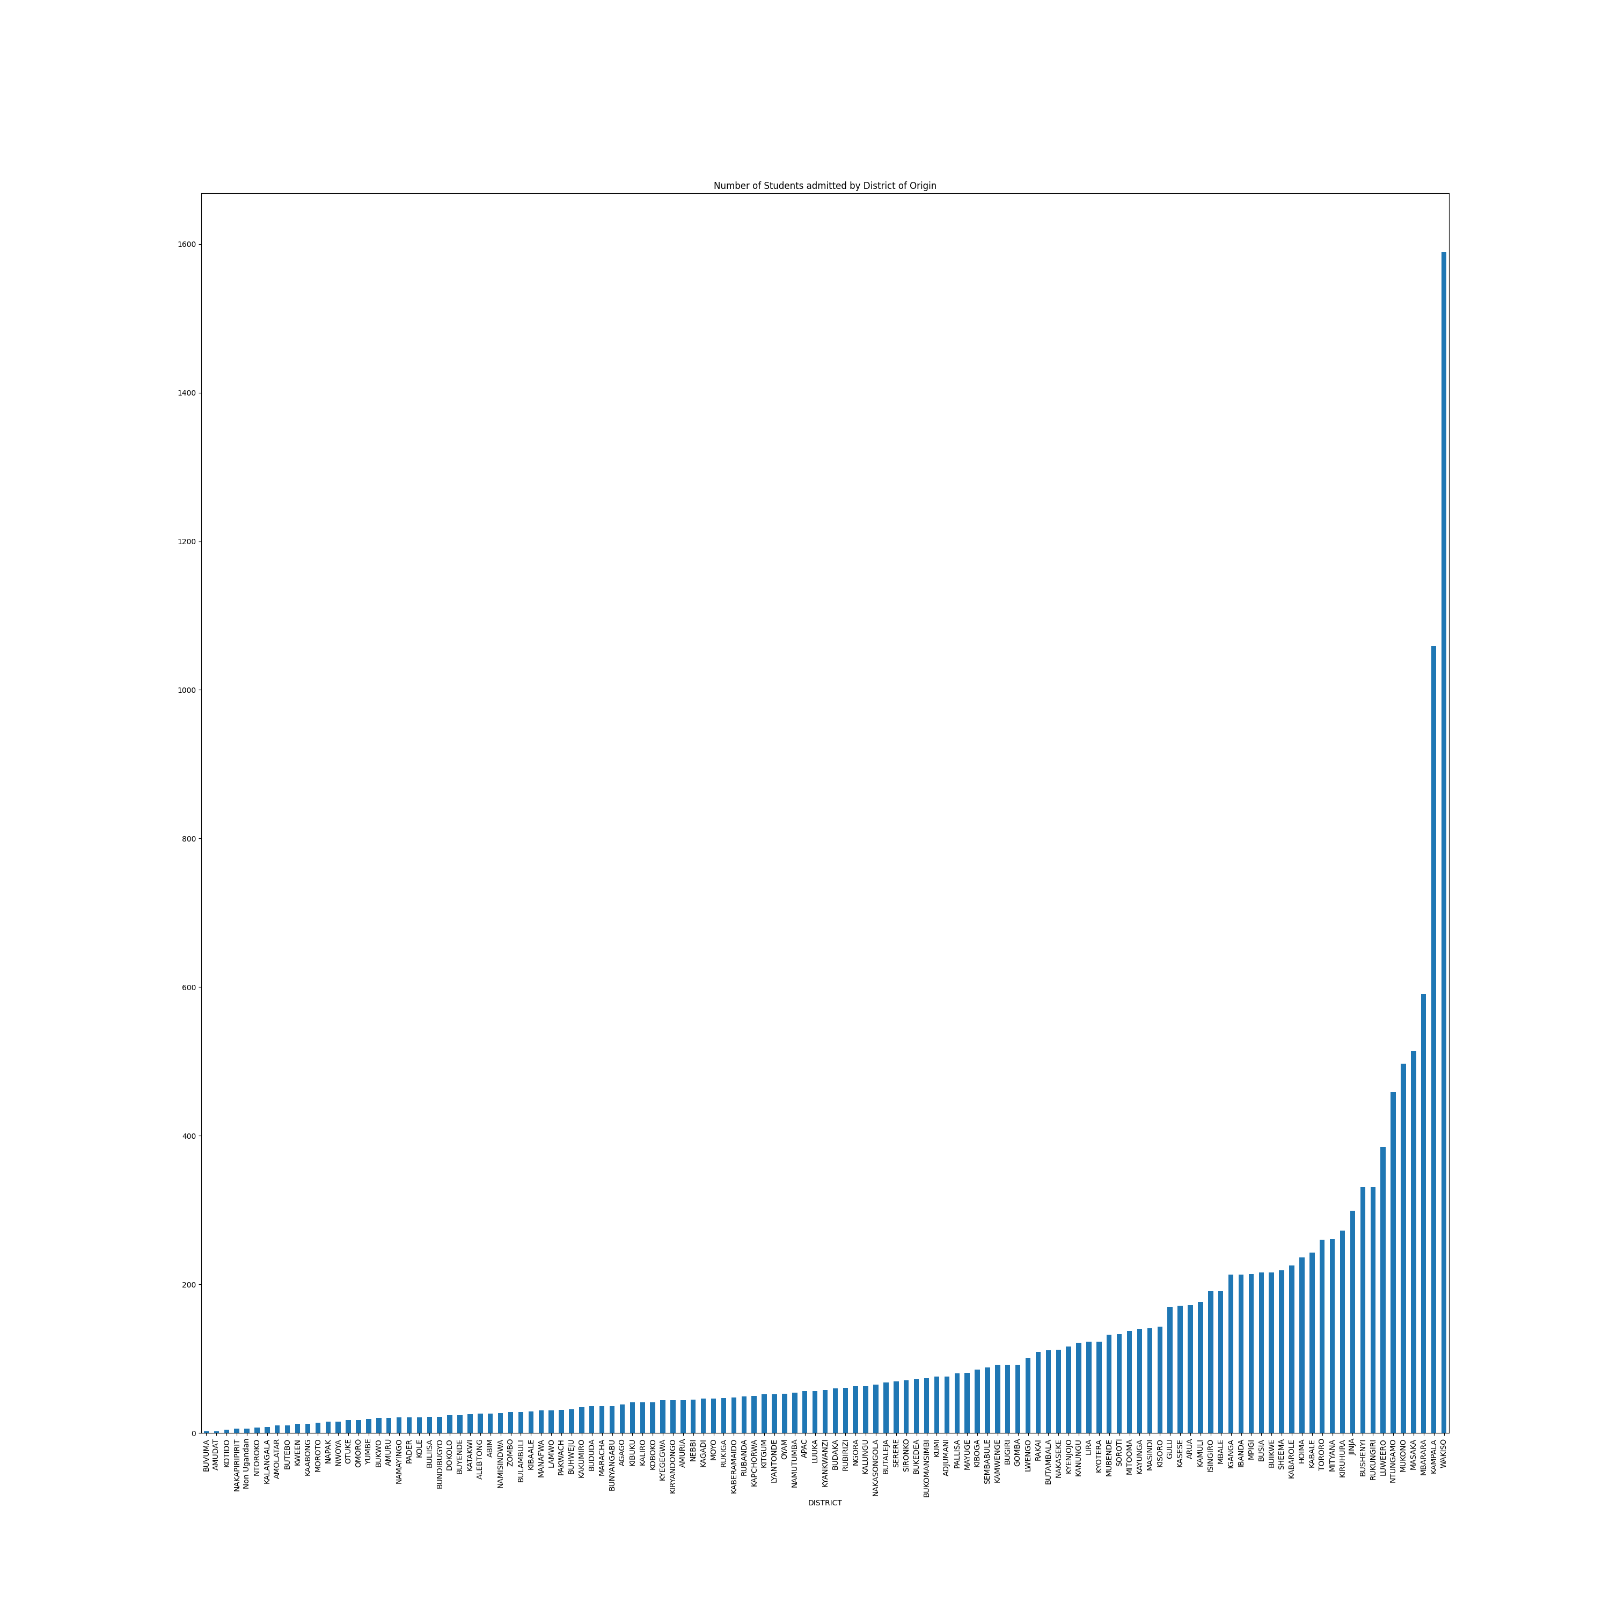 Number of Students admitted by District of Origin
1600
1400
1200
1000
800
600
400
200
0
BUVUMA
AMUDAT
KOTIDO
NAKAPIRIPIRIT
Non Ugandan
NTOROKO
KALANGALA
AMOLATAR
BUTEBO
KWEEN
KAABONG
MOROTO
NAPAK
NWOYA
OTUKE
OMORO
YUMBE
BUKWO
AMURU
NAMAYINGO
PADER
KOLE
BULIISA
BUNDIBUGYO
DOKOLO
BUYENDE
KATAKWI
ALEBTONG
ABIM
NAMISINDWA
ZOMBO
BULAMBULI
KIBAALE
MANAFWA
LAMWO
PAKWACH
BUHWEJU
KAKUMIRO
BUDUDA
MARACHA
BUNYANGABU
AGAGO
KIBUKU
KALIRO
KOBOKO
KYEGEGWA
KIRYANDONGO
AMURIA
NEBBI
KAGADI
MOYO
RUKIGA
KABERAMAIDO
RUBANDA
KAPCHORWA
KITGUM
LYANTONDE
OYAM
NAMUTUMBA
APAC
LUUKA
KYANKWANZI
BUDAKA
RUBIRIZI
NGORA
KALUNGU
NAKASONGOLA
BUTALEJA
SERERE
SIRONKO
BUKEDEA
BUKOMANSIMBI
KUMI
ADJUMANI
PALLISA
MAYUGE
KIBOGA
SEMBABULE
KAMWENGE
BUGIRI
GOMBA
LWENGO
RAKAI
BUTAMBALA
NAKASEKE
KYENJOJO
KANUNGU
LIRA
KYOTERA
MUBENDE
SOROTI
MITOOMA
KAYUNGA
MASINDI
KISORO
GULU
KASESE
ARUA
KAMULI
ISINGIRO
MBALE
IGANGA
IBANDA
MPIGI
BUSIA
BUIKWE
SHEEMA
KABAROLE
HOIMA
KABALE
TORORO
MITYANA
KIRUHURA
JINJA
BUSHENYI
RUKUNGIRI
LUWEERO
NTUNGAMO
MUKONO
MASAKA
MBARARA
KAMPALA
WAKISO
DISTRICT